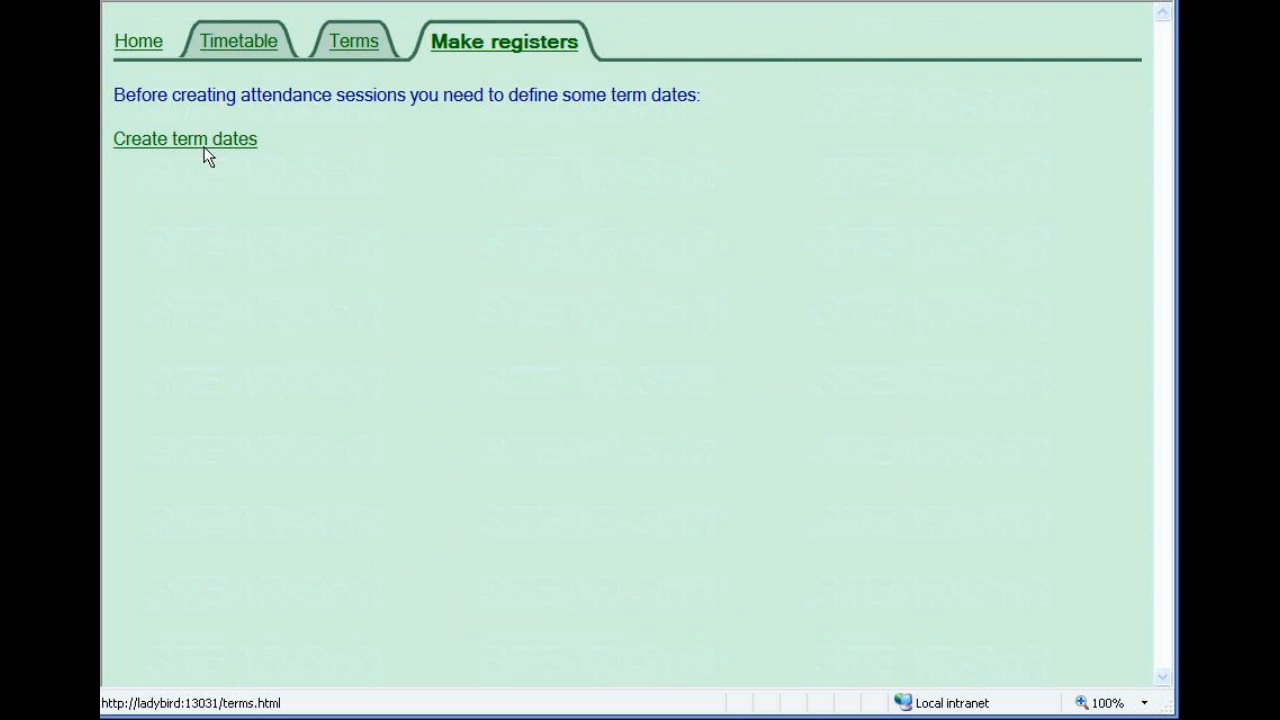 Home Timetable Terms Make registers
Before creating attendance sessions you need to define some term dates:
Create term dates
http://ladybird:13031/terms.html Local intranet 100%